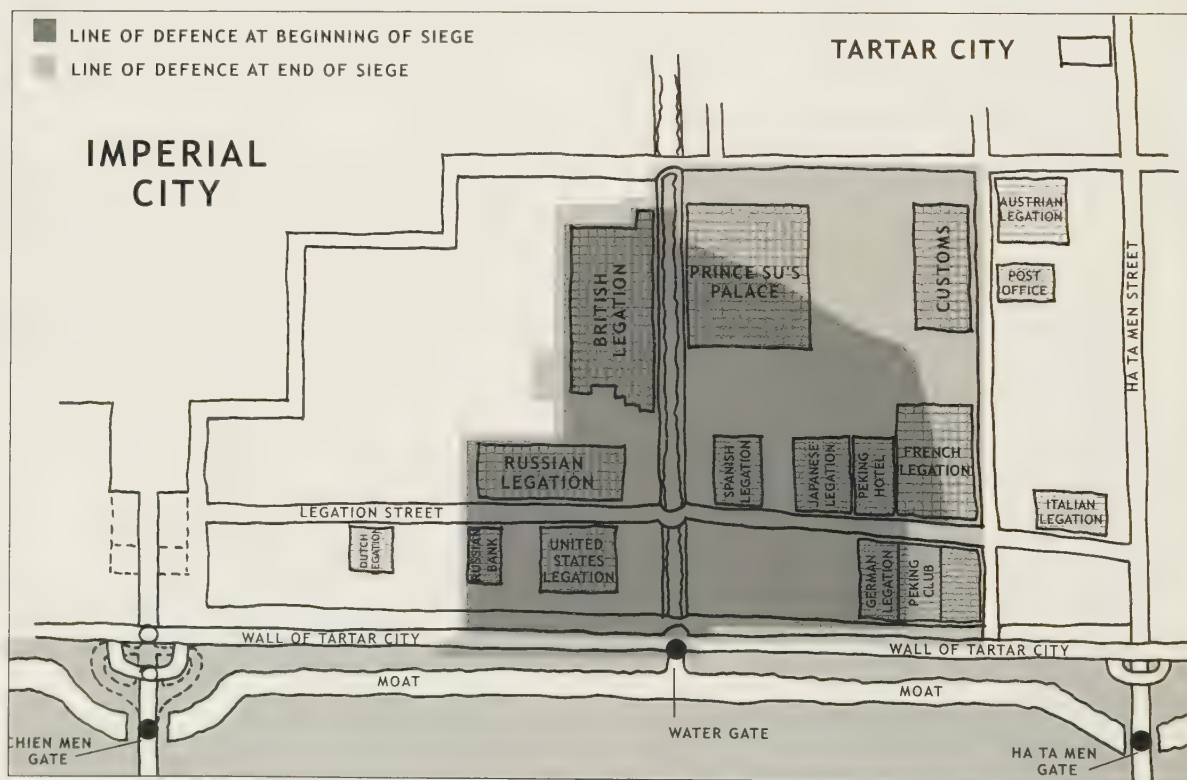 LINE OF DEFENCE AT BEGINNING OF SIEGE
LINE OF DEFENCE AT END OF SIEGE
TARTAR CITY
IMPERIAL
CITY
AUSTRIAN
LEGATION
POST
OFFICE
HA TA MEN STREET
BRITISH
LEGATION
PRINCE SU'S
PALACE
CUSTOMS
RUSSIAN
LEGATION
SPANISH
LEGATION
JAPANESE
LEGATION
PEKING
HOTEL
FRENCH
LEGATION
ITALIAN
LEGATION
LEGATION STREET
DUTCH
LEGATION
RUSSIAN
BANK
UNITED
STATES
LEGATION
GERMAN
LEGATION
PEKING
CLUB
WALL OF TARTAR CITY
WALL OF TARTAR CITY
MOAT
MOAT
CHIEN MEN
GATE
WATER GATE
HA TA MEN
GATE